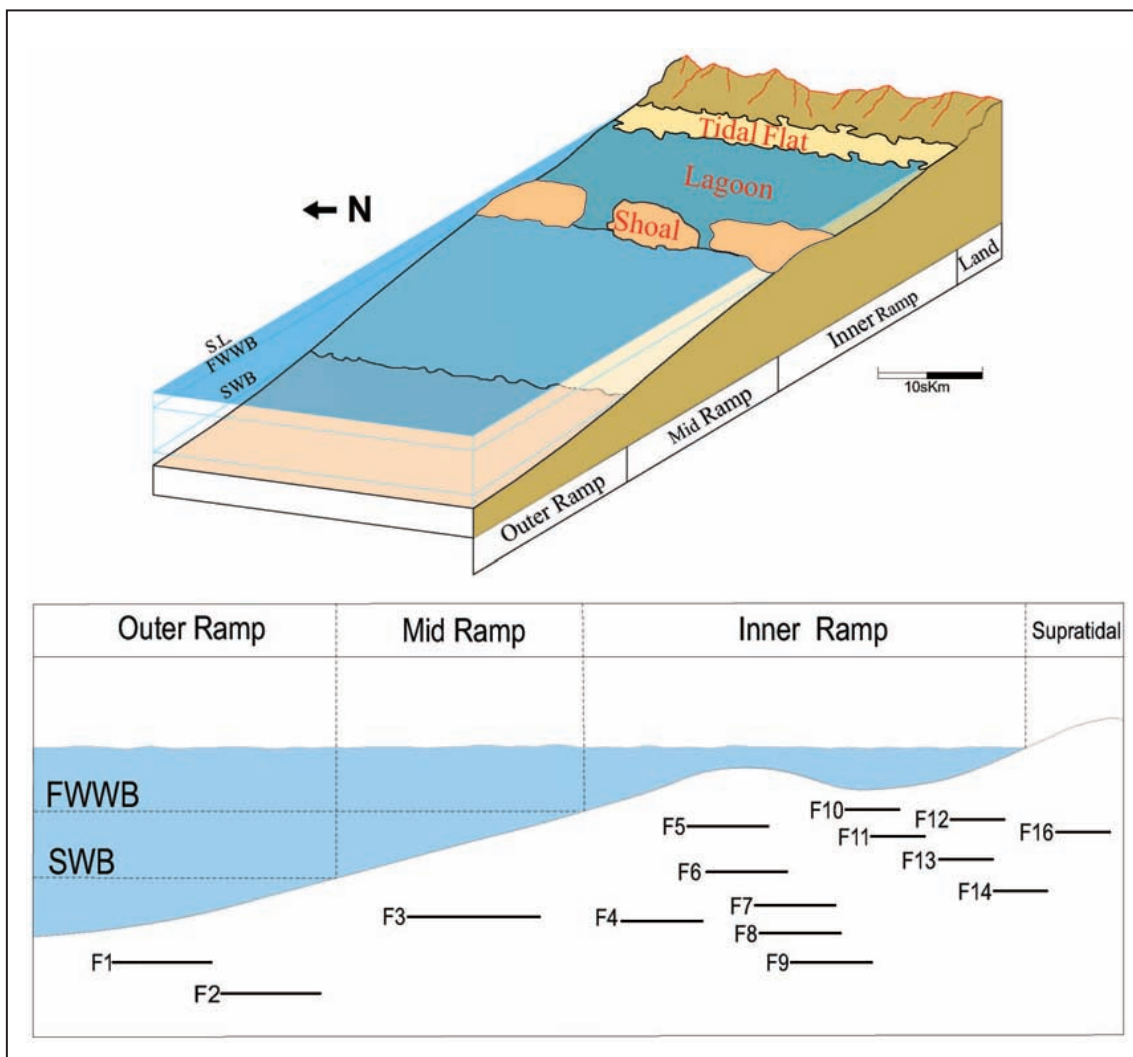 Tidal Flat
Lagoon
← N
Shoal
S.L.
FWWB
SWB
Land
Inner Ramp
Mid Ramp
Outer Ramp
10sKm
Outer Ramp
Mid Ramp
Inner Ramp
Supratidal
FWWB
SWB
F1
F2
F3
F4
F5
F6
F7
F8
F9
F10
F11
F12
F13
F14
F16